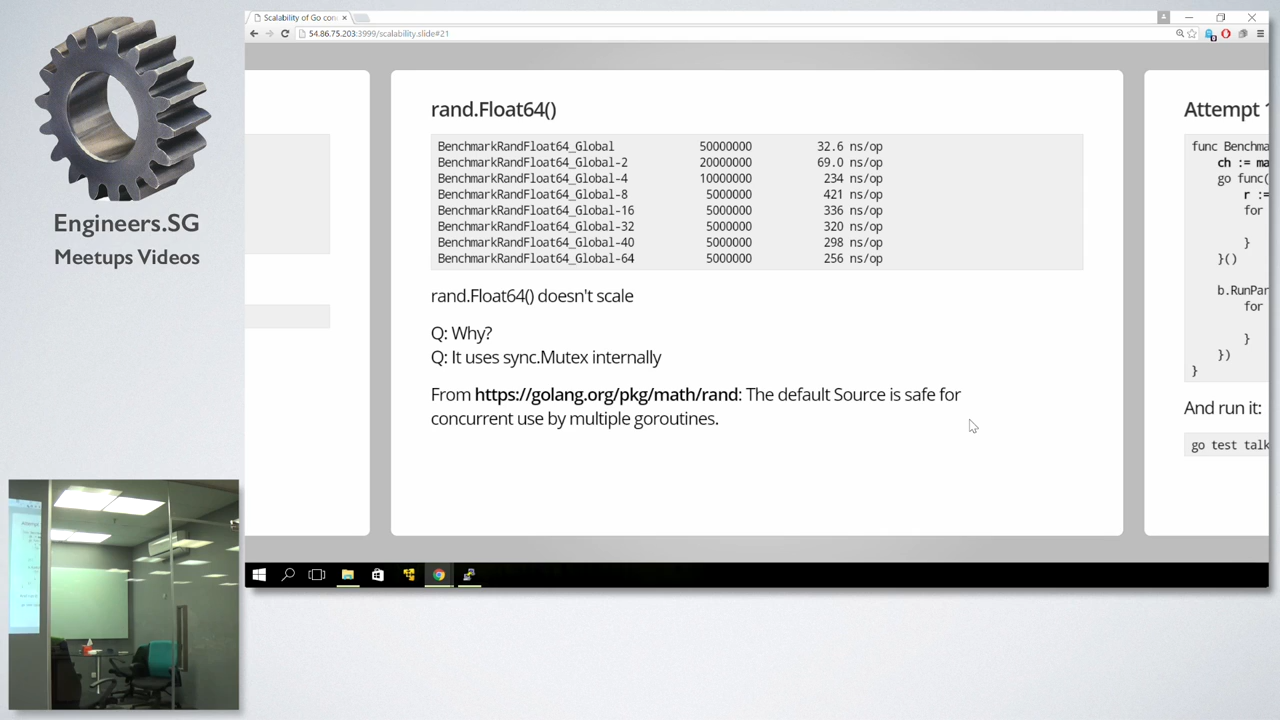 Engineers.SG
Meetups Videos
Scalability of Go con
54.86.75.203:3999/scalability.slide#21
rand.Float64()
BenchmarkRandFloat64_Global 50000000 32.6 ns/op
BenchmarkRandFloat64_Global-2 20000000 69.0 ns/op
BenchmarkRandFloat64_Global-4 10000000 234 ns/op
BenchmarkRandFloat64_Global-8 5000000 421 ns/op
BenchmarkRandFloat64_Global-16 5000000 336 ns/op
BenchmarkRandFloat64_Global-32 5000000 320 ns/op
BenchmarkRandFloat64_Global-40 5000000 298 ns/op
BenchmarkRandFloat64_Global-64 5000000 256 ns/op
rand.Float64() doesn't scale
Q: Why?
Q: It uses sync.Mutex internally
From https://golang.org/pkg/math/rand: The default Source is safe for
concurrent use by multiple goroutines.
Attempt
func Benchma
ch := ma
go func(
r :=
for
}
}()
b.RunPar
for
}
})
}
And run it:
go test talk